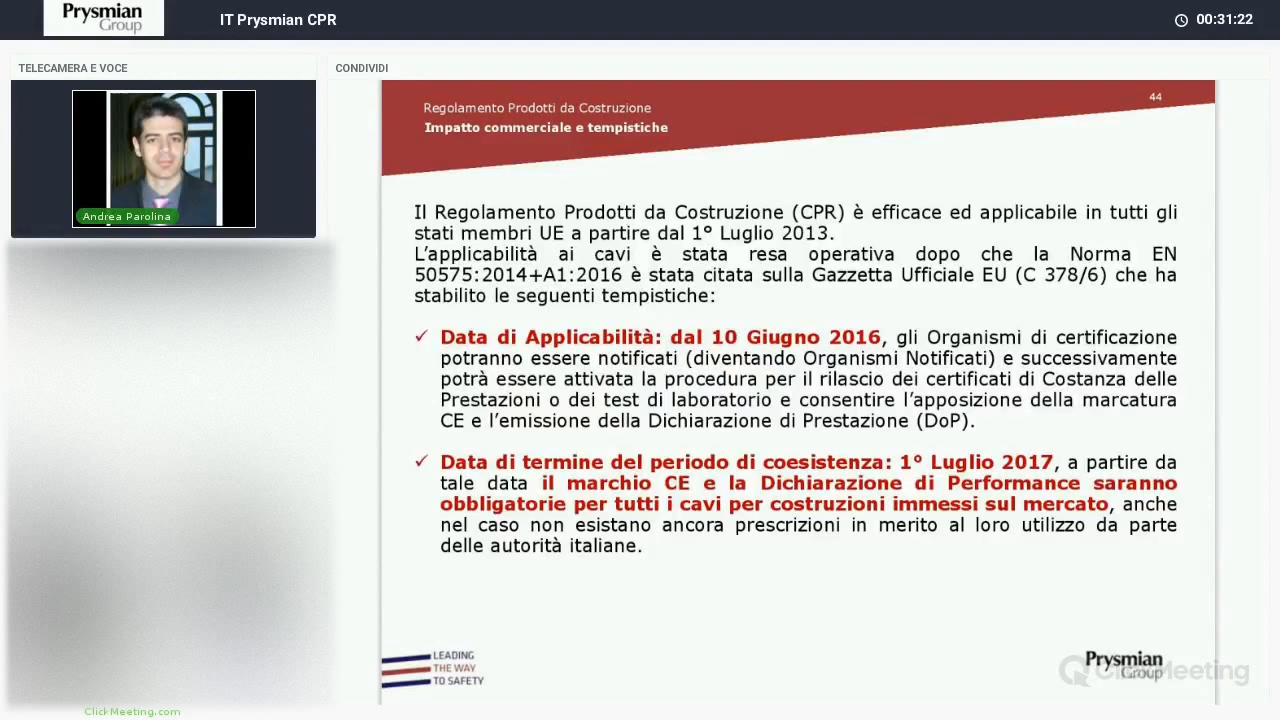 Prysmian
Group
IT Prysmian CPR
00:31:22
TELECAMERA E VOCE
CONDIVIDI
Andrea Parolina
Regolamento Prodotti da Costruzione
44
Impatto commerciale e tempistiche
Il Regolamento Prodotti da Costruzione (CPR) è efficace ed applicabile in tutti gli
stati membri UE a partire dal 1° Luglio 2013.
L’applicabilità ai cavi è stata resa operativa dopo che la Norma EN
50575:2014+A1:2016 è stata citata sulla Gazzetta Ufficiale EU (C 378/6) che ha
stabilito le seguenti tempistiche:
✓ Data di Applicabilità: dal 10 Giugno 2016, gli Organismi di certificazione
potranno essere notificati (diventando Organismi Notificati) e successivamente
potrà essere attivata la procedura per il rilascio dei certificati di Costanza delle
Prestazioni o dei test di laboratorio e consentire l’apposizione della marcatura
CE e l’emissione della Dichiarazione di Prestazione (DoP).
✓ Data di termine del periodo di coesistenza: 1° Luglio 2017, a partire da
tale data il marchio CE e la Dichiarazione di Performance saranno
obbligatorie per tutti i cavi per costruzioni immessi sul mercato, anche
nel caso non esistano ancora prescrizioni in merito al loro utilizzo da parte
delle autorità italiane.
LEADING
THE WAY
TO SAFETY
Prysmian
Group
ClickMeeting
ClickMeeting.com